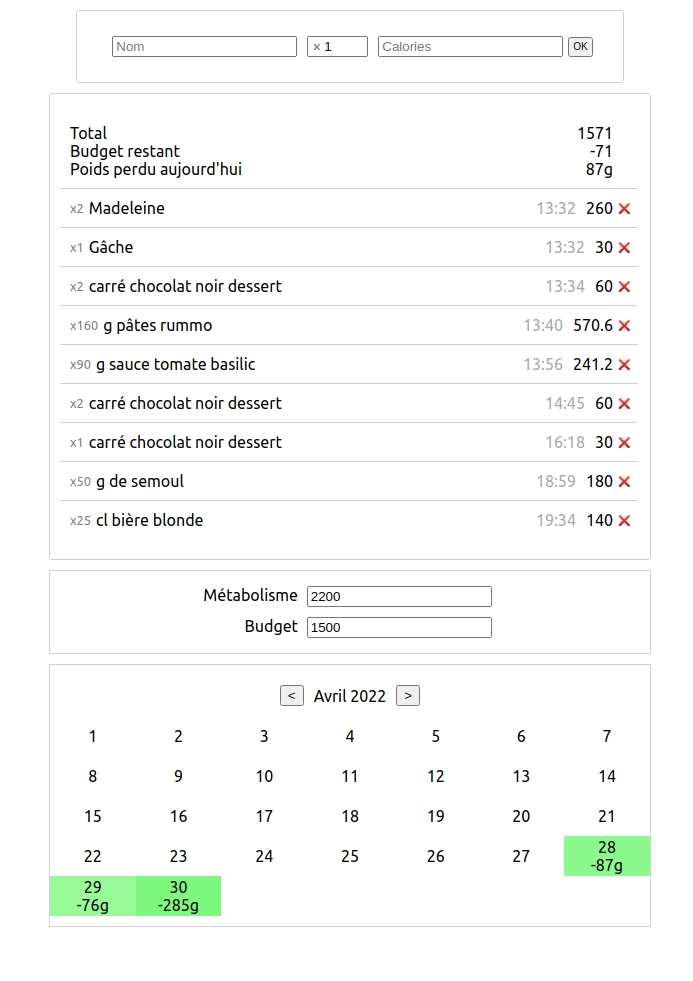 Nom × 1 Calories OK
Total 1571
Budget restant -71
Poids perdu aujourd'hui 87g
x2 Madeleine 13:32 260 ❌
x1 Gâche 13:32 30 ❌
x2 carré chocolat noir dessert 13:34 60 ❌
x160 g pâtes rummo 13:40 570.6 ❌
x90 g sauce tomate basilic 13:56 241.2 ❌
x2 carré chocolat noir dessert 14:45 60 ❌
x1 carré chocolat noir dessert 16:18 30 ❌
x50 g de semoul 18:59 180 ❌
x25 cl bière blonde 19:34 140 ❌
Métabolisme 2200
Budget 1500
< Avril 2022 >
1 2 3 4 5 6 7
8 9 10 11 12 13 14
15 16 17 18 19 20 21
22 23 24 25 26 27 28
-87g
29 30
-76g -285g